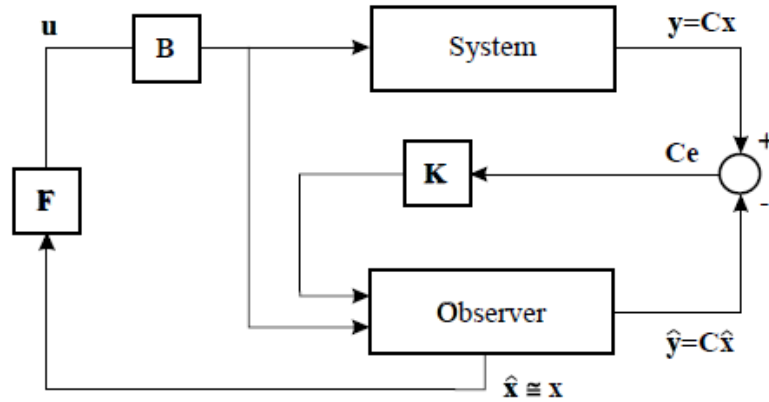 u
B
System
y=Cx
+
Ce
K
F
-
Observer
ŷ=Cx̂
x̂ ≅ x